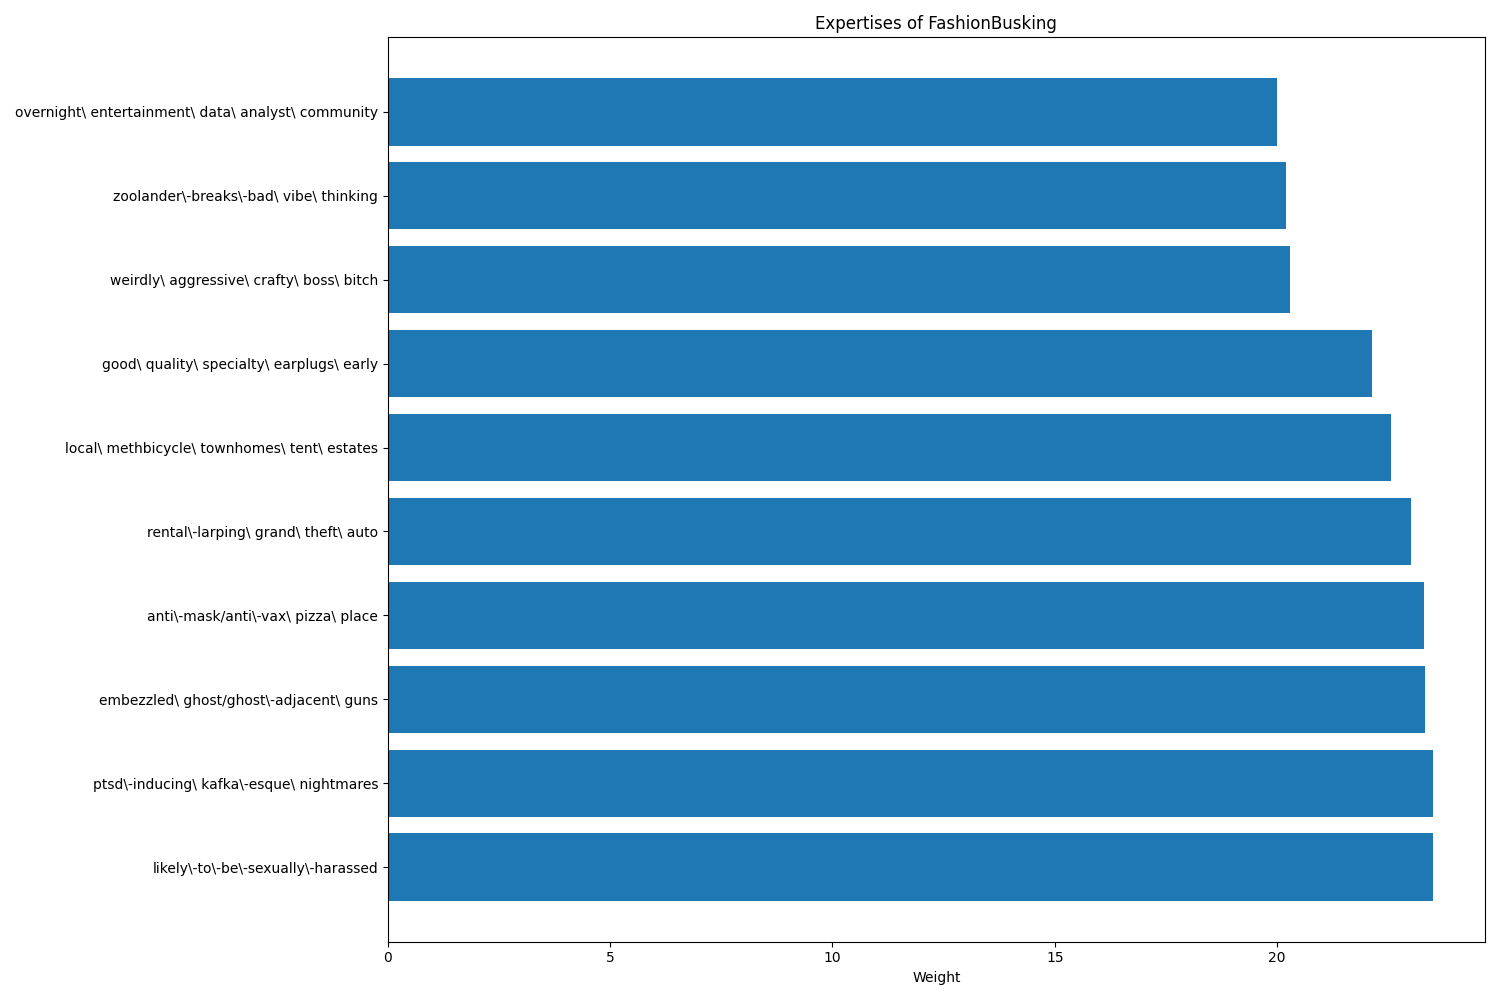 Expertises of FashionBusking
overnight\ entertainment\ data\ analyst\ community
zoolander\-breaks\-bad\ vibe\ thinking
weirdly\ aggressive\ crafty\ boss\ bitch
good\ quality\ specialty\ earplugs\ early
local\ methbicycle\ townhomes\ tent\ estates
rental\-larping\ grand\ theft\ auto
anti\-mask/anti\-vax\ pizza\ place
embezzled\ ghost/ghost\-adjacent\ guns
ptsd\-inducing\ kafka\-esque\ nightmares
likely\-to\-be\-sexually\-harassed
0 5 10 15 20
Weight